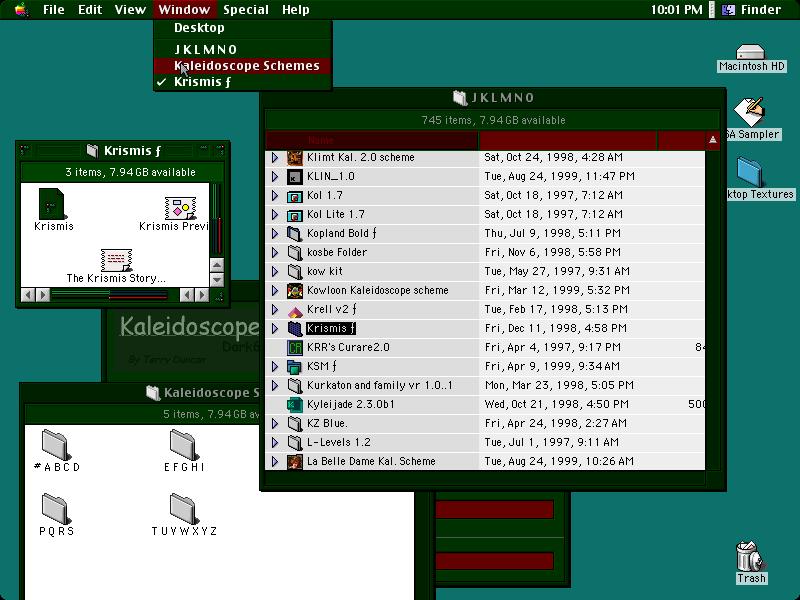 File Edit View Window Special Help 10:01 PM Finder
Desktop
JKLMNO
Kaleidoscope Schemes
✓ Krismis ƒ
Macintosh HD
SA Sampler
ktop Textures
Trash
Krismis ƒ
3 items, 7.94GB available
Krismis
Krismis Previ
The Krismis Story...
Kaleidoscope
By Terry Duncan
Kaleidoscope S
5 items, 7.94GB av
#ABCD
EFGHI
PQRS
TUVWXYZ
JKLMNO
745 items, 7.94GB available
Name
Klimt Kal. 2.0 scheme Sat, Oct 24, 1998, 4:28 AM
KLIN_1.0 Tue, Aug 24, 1999, 11:47 PM
Kol 1.7 Sat, Oct 18, 1997, 7:12 AM
Kol Lite 1.7 Sat, Oct 18, 1997, 7:12 AM
Kopland Bold ƒ Thu, Jul 9, 1998, 5:11 PM
kosbe Folder Fri, Nov 6, 1998, 5:58 PM
kow kit Tue, May 27, 1997, 9:31 AM
Kowloon Kaleidoscope scheme Fri, Mar 12, 1999, 5:32 PM
Krell v2 ƒ Tue, Feb 17, 1998, 5:13 PM
Krismis ƒ Fri, Dec 11, 1998, 4:58 PM
KRR's Curare2.0 Fri, Apr 4, 1997, 9:17 PM 84
KSM ƒ Fri, Apr 9, 1999, 9:34 AM
Kurkaton and family vr 1.0..1 Mon, Mar 23, 1998, 5:05 PM
Kyleijade 2.3.0b1 Wed, Oct 21, 1998, 4:50 PM 500
KZ Blue. Fri, Apr 24, 1998, 2:27 AM
L-Levels 1.2 Tue, Jul 1, 1997, 9:11 AM
La Belle Dame Kal. Scheme Tue, Aug 24, 1999, 10:26 AM